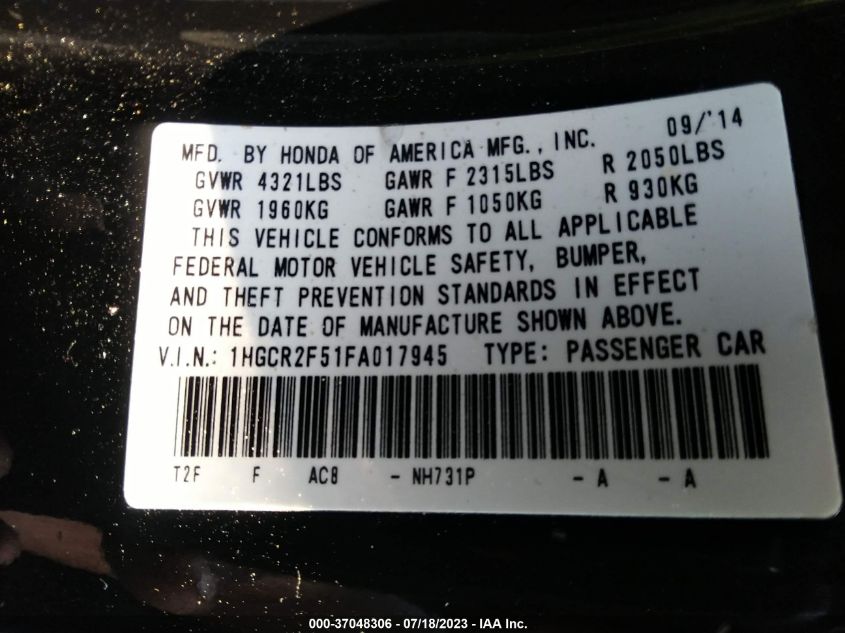 09/'14
MFD. BY HONDA OF AMERICA MFG., INC.
GVWR 4321LBS GAWR F 2315LBS R 2050LBS
GVWR 1960KG GAWR F 1050KG R 930KG
THIS VEHICLE CONFORMS TO ALL APPLICABLE
FEDERAL MOTOR VEHICLE SAFETY, BUMPER,
AND THEFT PREVENTION STANDARDS IN EFFECT
ON THE DATE OF MANUFACTURE SHOWN ABOVE.
V.I.N.: 1HGCR2F51FA017945 TYPE: PASSENGER CAR
T2F F AC8 - NH731P - A - A
000-37048306 - 07/18/2023 - IAA Inc.